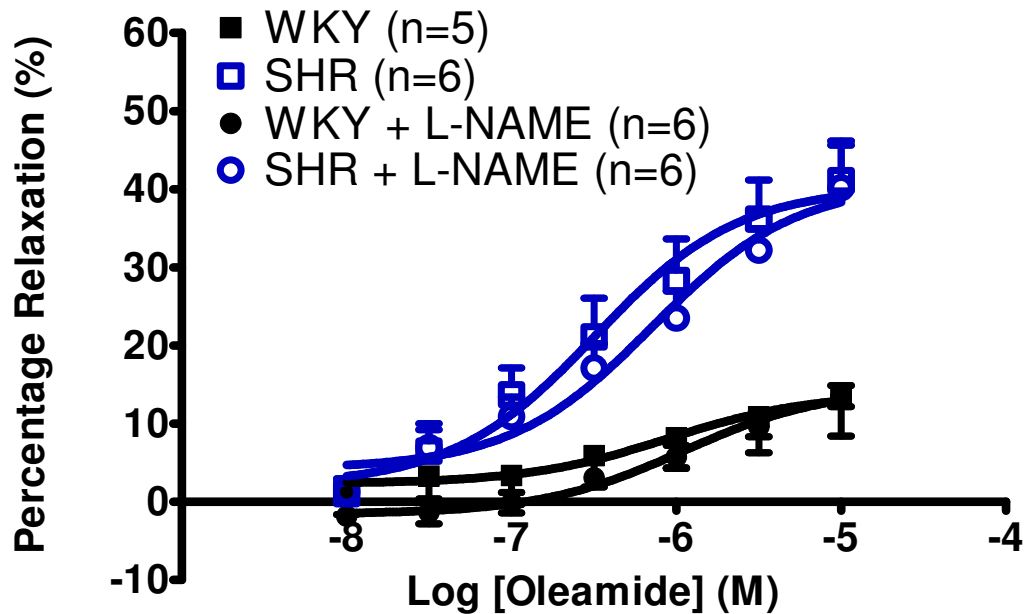 Percentage Relaxation (%)
60
50
40
30
20
10
0
-10
WKY (n=5)
SHR (n=6)
WKY + L-NAME (n=6)
SHR + L-NAME (n=6)
-8
-7
-6
-5
-4
Log [Oleamide] (M)